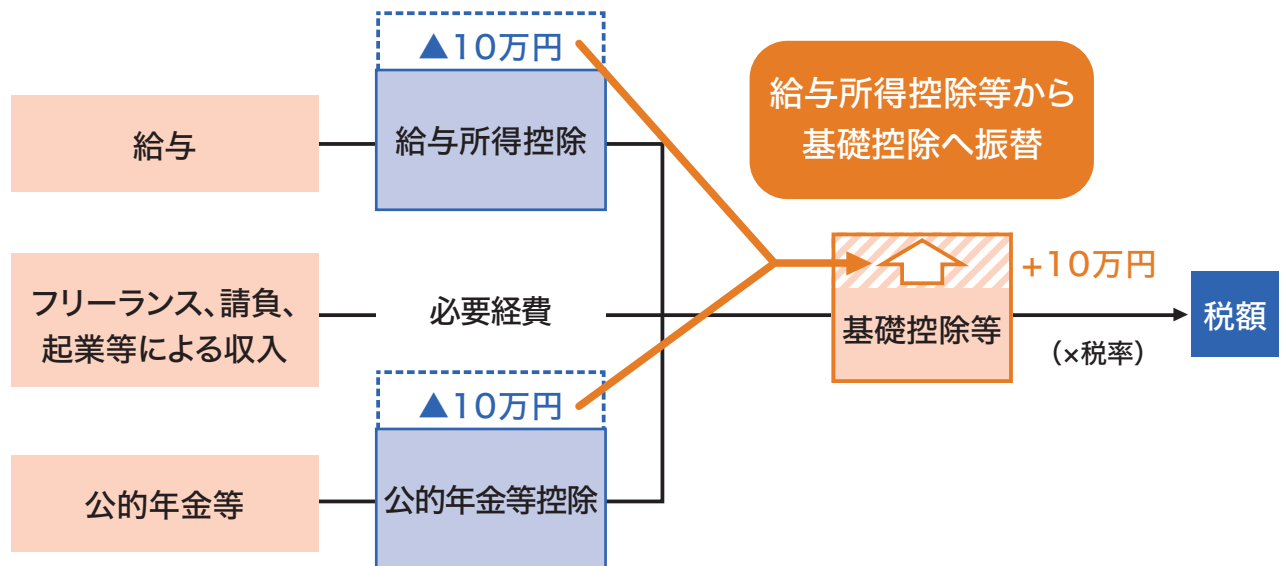 ▲10万円
給与所得控除等から
基礎控除へ振替
給与
給与所得控除
フリーランス、請負、
起業等による収入
必要経費
+10万円
基礎控除等
(×税率)
税額
▲10万円
公的年金等
公的年金等控除